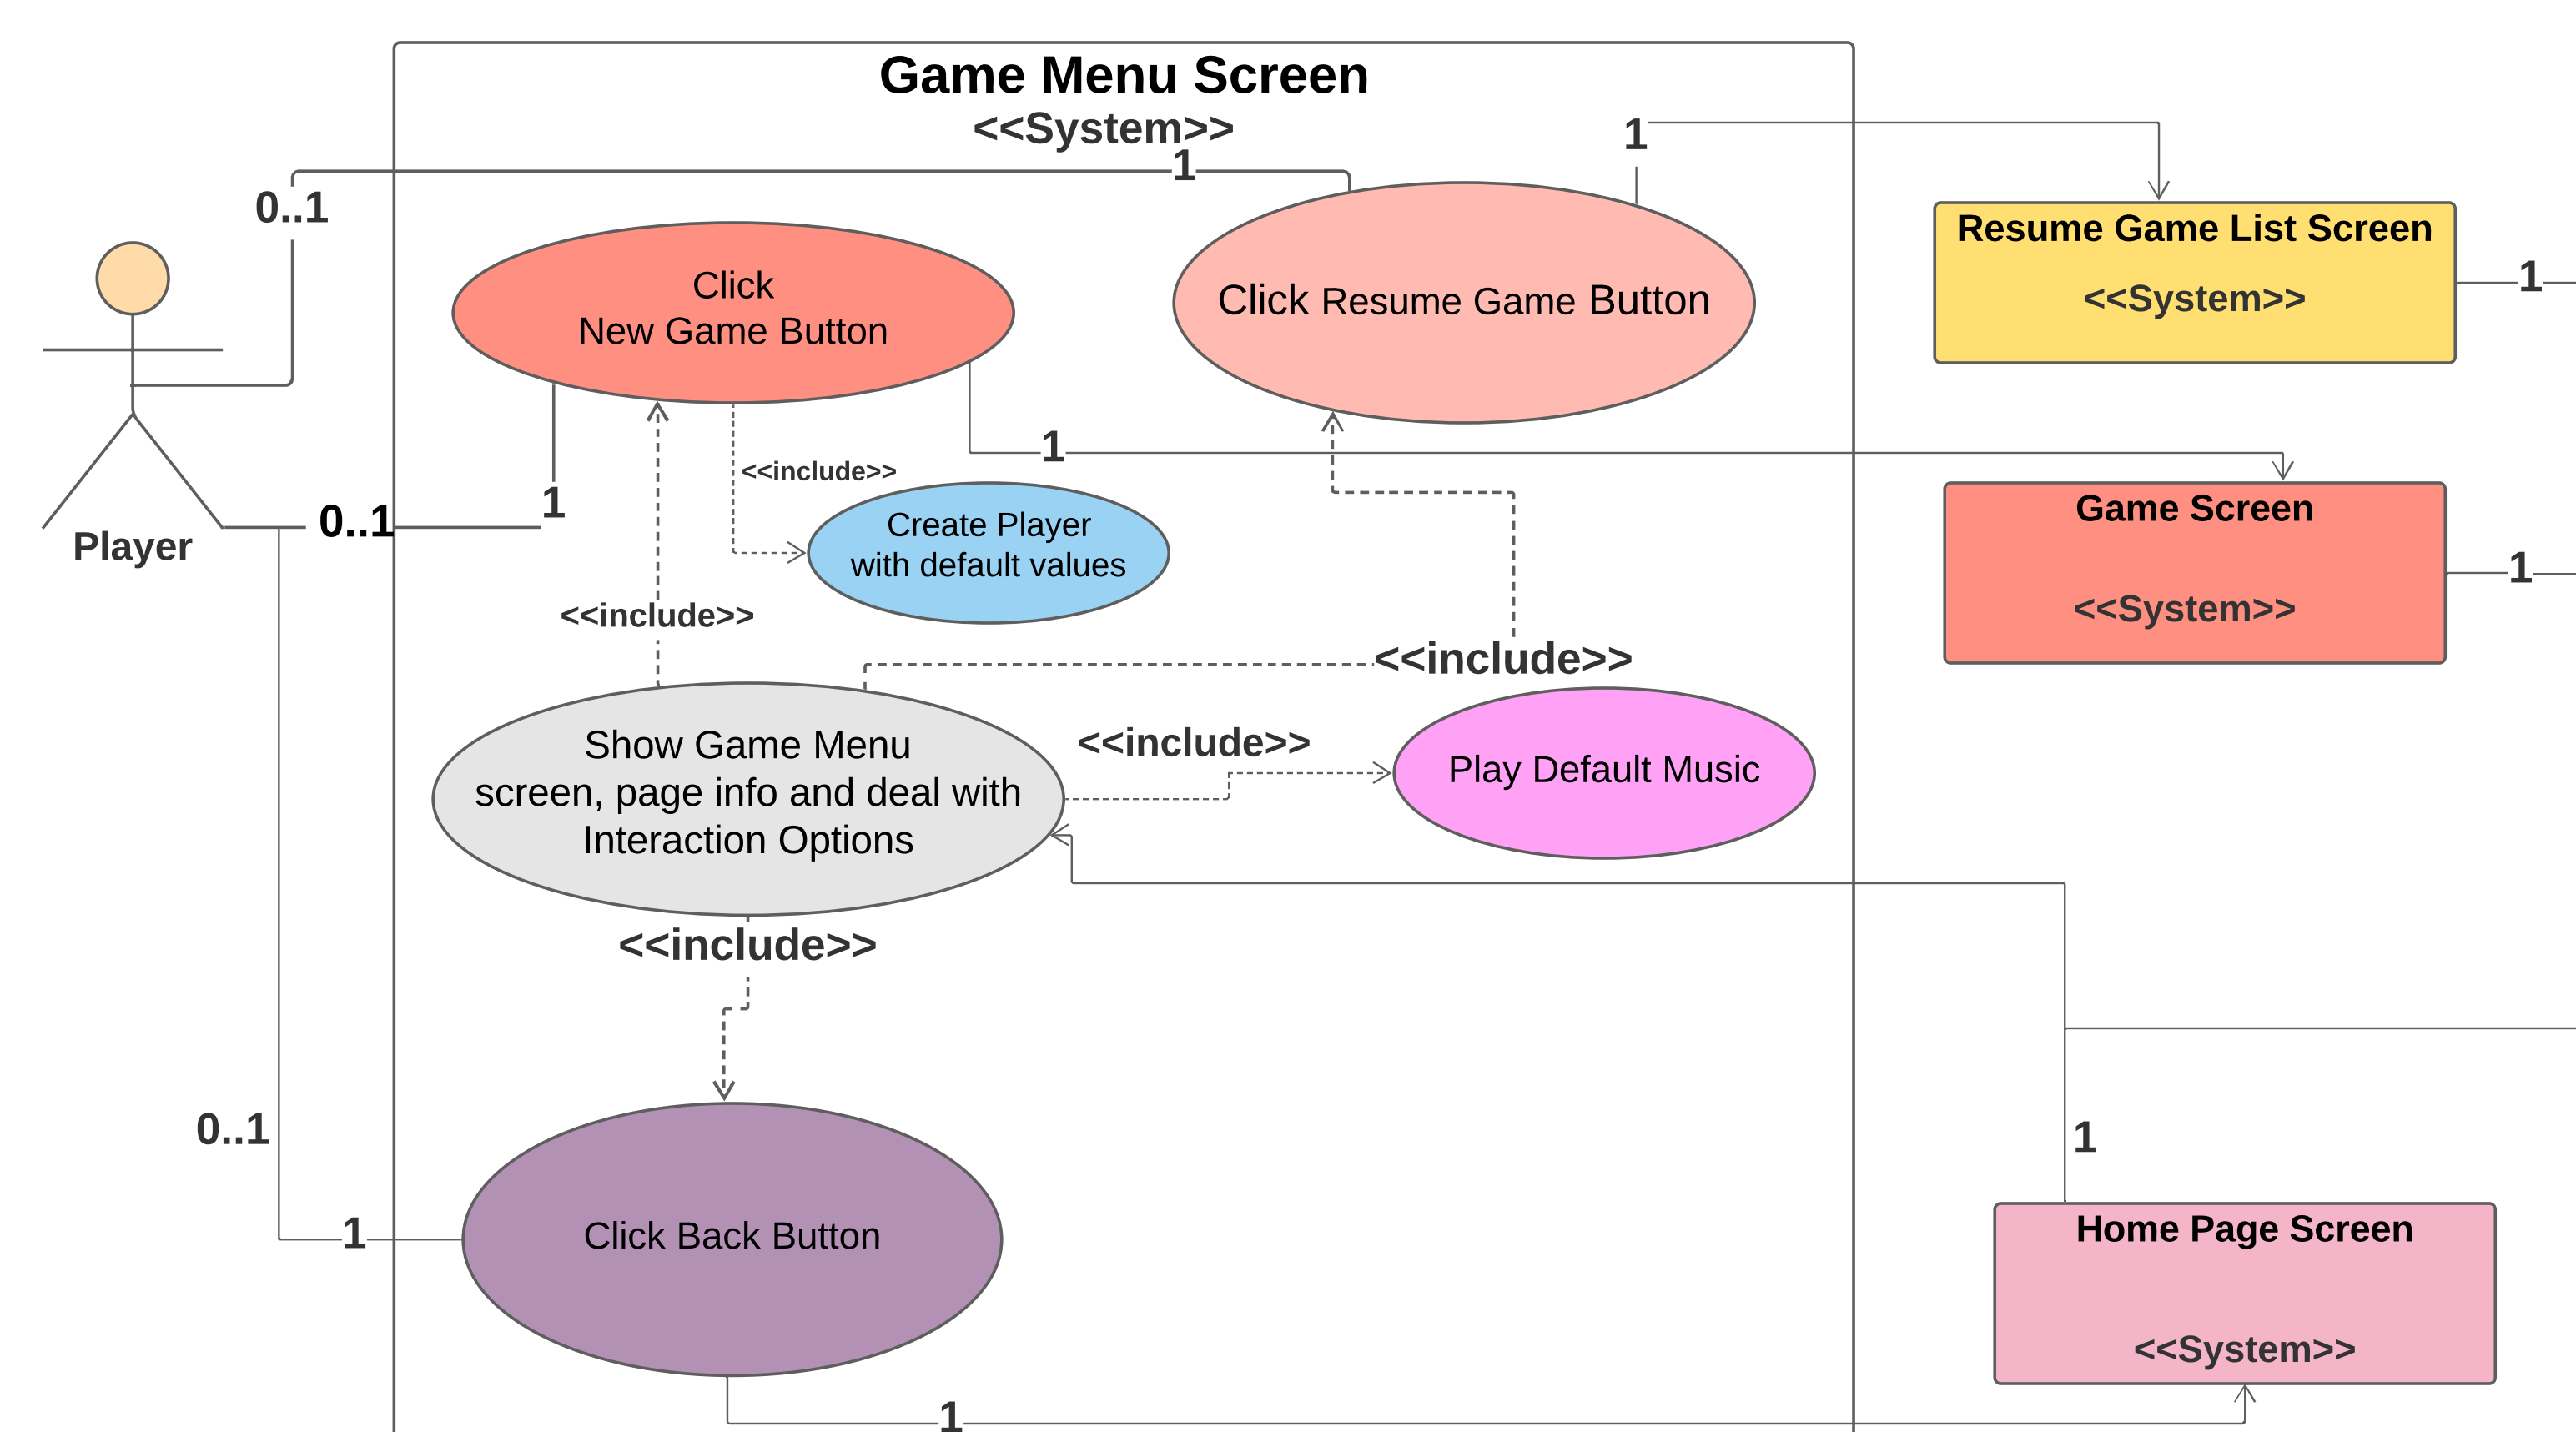 Game Menu Screen
<<System>>
1
1
0..1
Resume Game List Screen
<<System>>
1
Click
New Game Button
Click Resume Game Button
1
<<include>>
1
0..1
Player
Create Player
with default values
Game Screen
<<System>>
1
<<include>>
<<include>>
Show Game Menu
screen, page info and deal with
Interaction Options
<<include>>
Play Default Music
<<include>>
0..1
1
1
Click Back Button
Home Page Screen
<<System>>
1